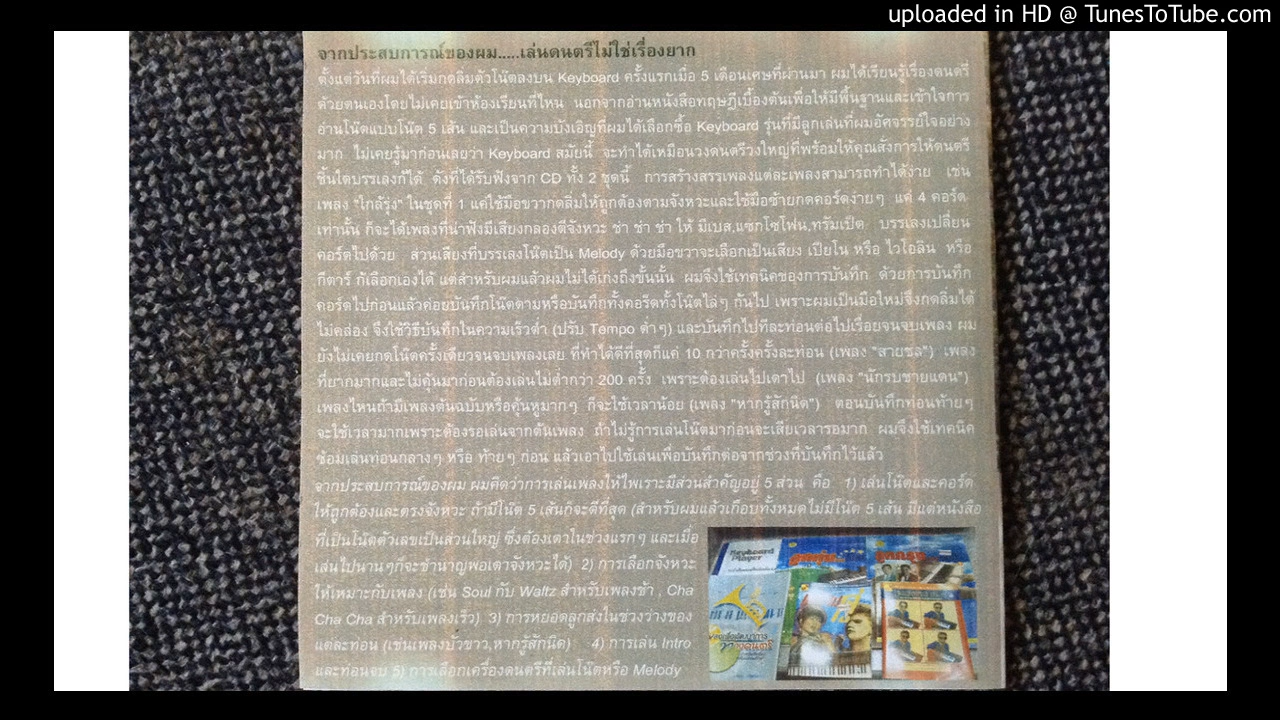 uploaded in HD @ TunesToTube.com
จากประสบการณ์ของผม.....เล่นดนตรีไม่ใช่เรื่องยาก
ตั้งแต่วันที่ผมได้เริ่มกดลิ่มตัวโน๊ตลงบน Keyboard ครั้งแรกเมื่อ 5 เดือนเศษที่ผ่านมา ผมได้เรียนรู้เรื่องดนตรี
ด้วยตนเองโดยไม่เคยเข้าห้องเรียนที่ไหน นอกจากอ่านหนังสือทฤษฎีเบื้องต้นเพื่อให้มีพื้นฐานและเข้าใจการ
อ่านโน๊ตแบบโน๊ต 5 เส้น และเป็นความบังเอิญที่ผมได้เลือกซื้อ Keyboard รุ่นที่มีลูกเล่นที่ผมอัศจรรย์ใจอย่าง
มาก ไม่เคยรู้มาก่อนเลยว่า Keyboard สมัยนี้ จะทำได้เหมือนวงดนตรีวงใหญ่ที่พร้อมให้คุณสั่งการให้ดนตรี
ชิ้นใดบรรเลงก็ได้ ดังที่ได้รับฟังจาก CD ทั้ง 2 ชุดนี้ การสร้างสรรเพลงแต่ละเพลงสามารถทำได้ง่าย เช่น
เพลง "ใกล้รุ่ง" ในชุดที่ 1 แค่ใช้มือขวากดลิ่มให้ถูกต้องตามจังหวะและใช้มือซ้ายกดคอร์ดง่ายๆ แค่ 4 คอร์ด
เท่านั้น ก็จะได้เพลงที่น่าฟังมีเสียงกลองตีจังหวะ ช่า ช่า ช่า ให้ มีเบส,แซกโซโฟน,ทรัมเป็ต บรรเลงเปลี่ยน
คอร์ดไปด้วย ส่วนเสียงที่บรรเลงโน๊ตเป็น Melody ด้วยมือขวาจะเลือกเป็นเสียง เปียโน หรือ ไวโอลิน หรือ
กีตาร์ ก็เลือกเองได้ แต่สำหรับผมแล้วผมไม่ได้เก่งถึงขั้นนั้น ผมจึงใช้เทคนิคของการบันทึก ด้วยการบันทึก
คอร์ดไปก่อนแล้วค่อยบันทึกโน๊ตตามหรือบันทึกทั้งคอร์ดทั้งโน๊ตไล่ๆ กันไป เพราะผมเป็นมือใหม่จึงกดลิ่มได้
ไม่คล่อง จึงใช้วิธีบันทึกในความเร็วต่ำ (ปรับ Tempo ต่ำๆ) และบันทึกไปทีละท่อนต่อไปเรื่อยจนจบเพลง ผม
ยังไม่เคยกดโน๊ตครั้งเดียวจนจบเพลงเลย ที่ทำได้ดีที่สุดก็แค่ 10 กว่าครั้งครั้งละท่อน (เพลง "สายชล") เพลง
ที่ยากมากและไม่คุ้นมาก่อนต้องเล่นไม่ต่ำกว่า 200 ครั้ง เพราะต้องเล่นไปเดาไป (เพลง "นักรบชายแดน")
เพลงไหนถ้ามีเพลงต้นฉบับหรือคุ้นหูมากๆ ก็จะใช้เวลาน้อย (เพลง "หากรู้สักนิด") ตอนบันทึกท่อนท้ายๆ
จะใช้เวลามากเพราะต้องรอเล่นจากต้นเพลง ถ้าไม่รู้การเล่นโน๊ตมาก่อนจะเสียเวลารอมาก ผมจึงใช้เทคนิค
ซ้อมเล่นท่อนกลางๆ หรือ ท้ายๆ ก่อน แล้วเอาไปใช้เล่นเพื่อบันทึกต่อจากช่วงที่บันทึกไว้แล้ว
จากประสบการณ์ของผม ผมคิดว่าการเล่นเพลงให้ไพเราะมีส่วนสำคัญอยู่ 5 ส่วน คือ 1) เล่นโน๊ตและคอร์ด
ให้ถูกต้องและตรงจังหวะ ถ้ามีโน๊ต 5 เส้นก็จะดีที่สุด (สำหรับผมแล้วเกือบทั้งหมดไม่มีโน๊ต 5 เส้น มีแต่หนังสือ
ที่เป็นโน๊ตตัวเลขเป็นส่วนใหญ่ ซึ่งต้องเดาในช่วงแรกๆ และเมื่อ
เล่นไปนานๆก็จะชำนาญพอเดาจังหวะได้) 2) การเลือกจังหวะ
ให้เหมาะกับเพลง (เช่น Soul กับ Waltz สำหรับเพลงช้า , Cha
Cha Cha สำหรับเพลงเร็ว) 3) การหยอดลูกส่งในช่วงว่างของ
แต่ละท่อน (เช่นเพลงบัวขาว,หากรู้สักนิด) 4) การเล่น Intro
และท่อนจบ 5) การเลือกเครื่องดนตรีที่เล่นโน๊ตหรือ Melody
Keyboard
Player